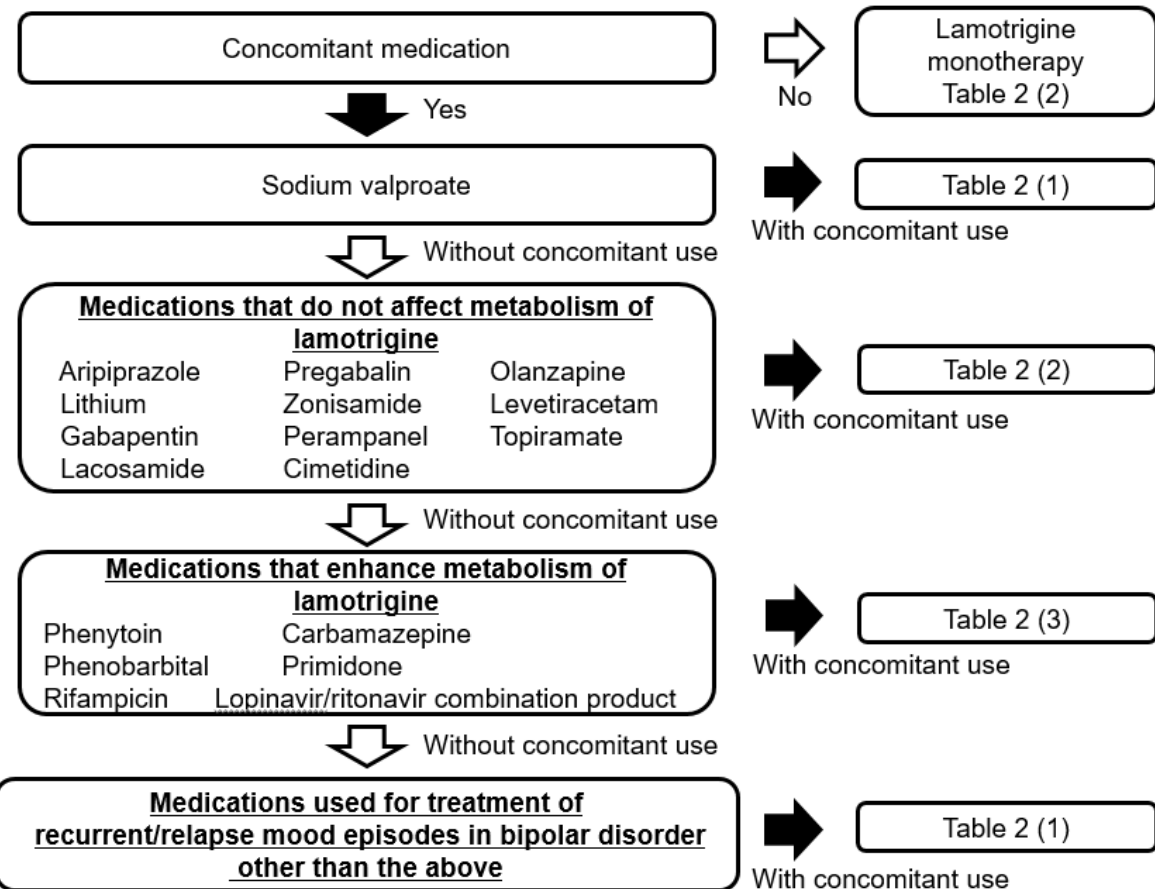 Concomitant medication
No
Lamotrigine
monotherapy
Table 2 (2)
Yes
Sodium valproate
Table 2 (1)
With concomitant use
Without concomitant use
Medications that do not affect metabolism of
lamotrigine
Aripiprazole Pregabalin Olanzapine
Lithium Zonisamide Levetiracetam
Gabapentin Perampanel Topiramate
Lacosamide Cimetidine
Table 2 (2)
With concomitant use
Without concomitant use
Medications that enhance metabolism of
lamotrigine
Phenytoin Carbamazepine
Phenobarbital Primidone
Rifampicin Lopinavir/ritonavir combination product
Table 2 (3)
With concomitant use
Without concomitant use
Medications used for treatment of
recurrent/relapse mood episodes in bipolar disorder
other than the above
Table 2 (1)
With concomitant use